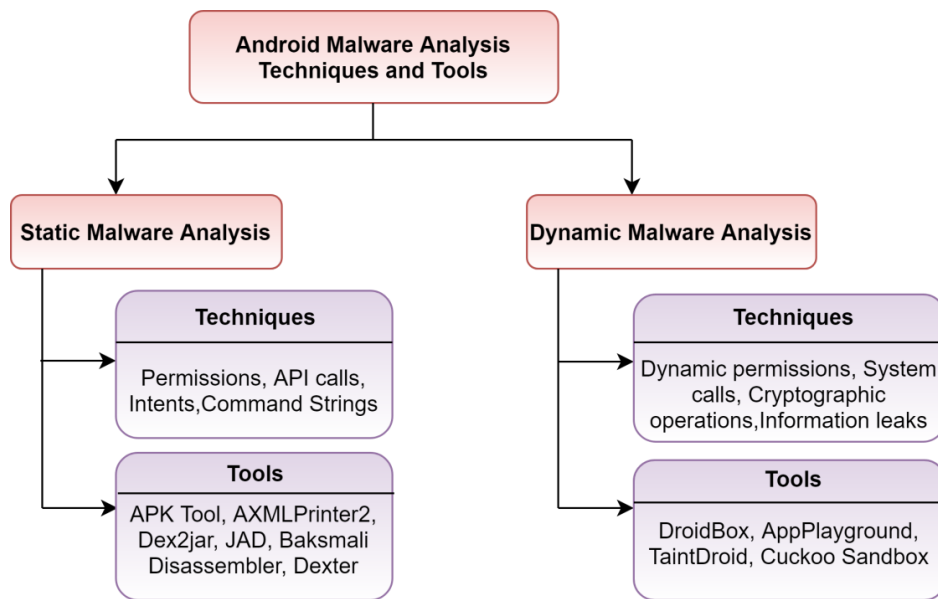 Android Malware Analysis
Techniques and Tools
Static Malware Analysis
Techniques
Permissions, API calls,
Intents,Command Strings
Tools
APK Tool, AXMLPrinter2,
Dex2jar, JAD, Baksmali
Disassembler, Dexter
Dynamic Malware Analysis
Techniques
Dynamic permissions, System
calls, Cryptographic
operations,Information leaks
Tools
DroidBox, AppPlayground,
TaintDroid, Cuckoo Sandbox